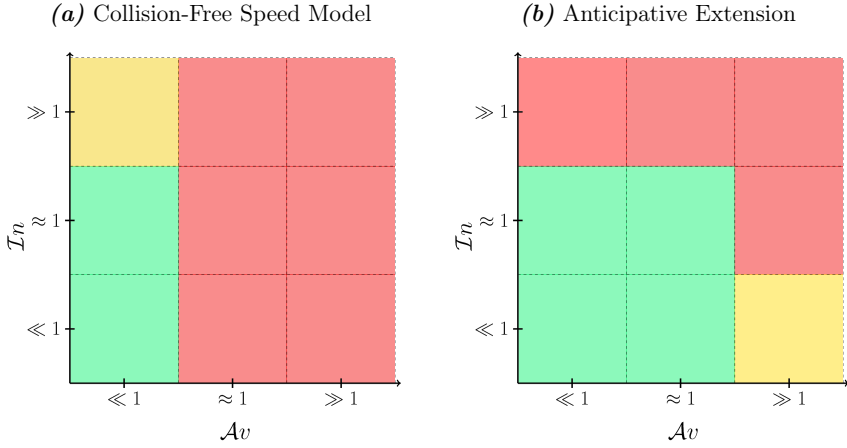 (a) Collision-Free Speed Model
(b) Anticipative Extension
≫ 1
≈ 1
≪ 1
In
≪ 1
≈ 1
≫ 1
Av
≫ 1
≈ 1
≪ 1
In
≪ 1
≈ 1
≫ 1
Av